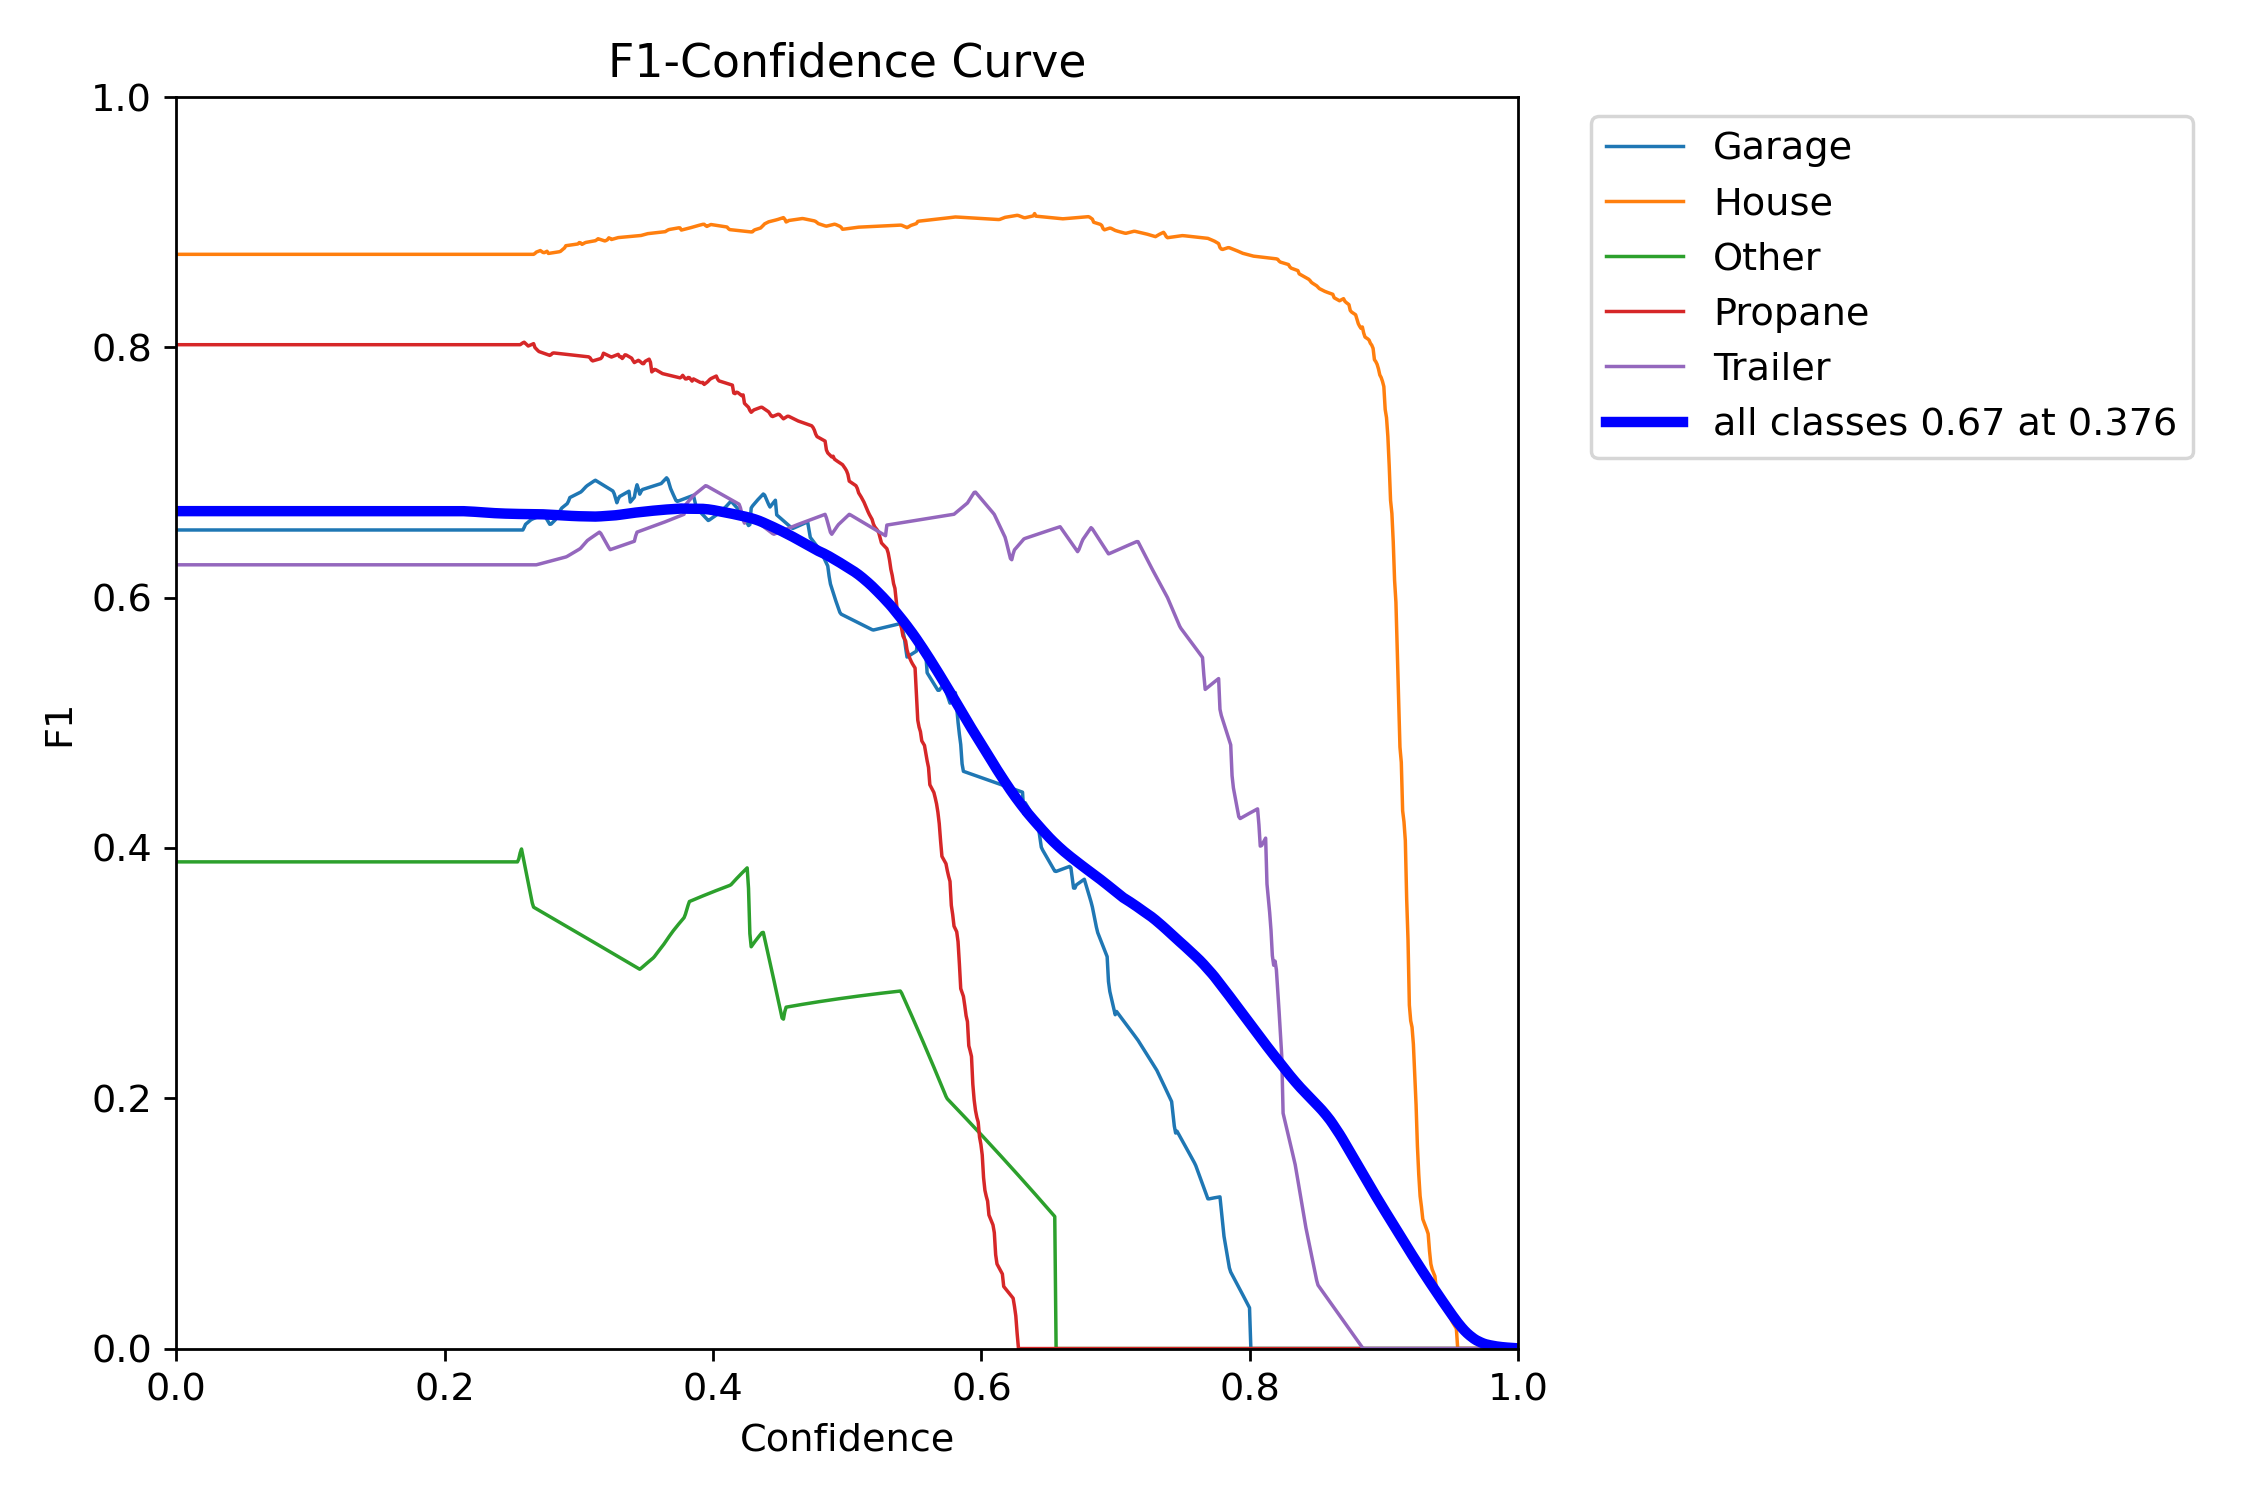 F1-Confidence Curve
1.0
0.8
0.6
0.4
0.2
0.0
F1
0.0 0.2 0.4 0.6 0.8 1.0
Confidence
Garage
House
Other
Propane
Trailer
all classes 0.67 at 0.376